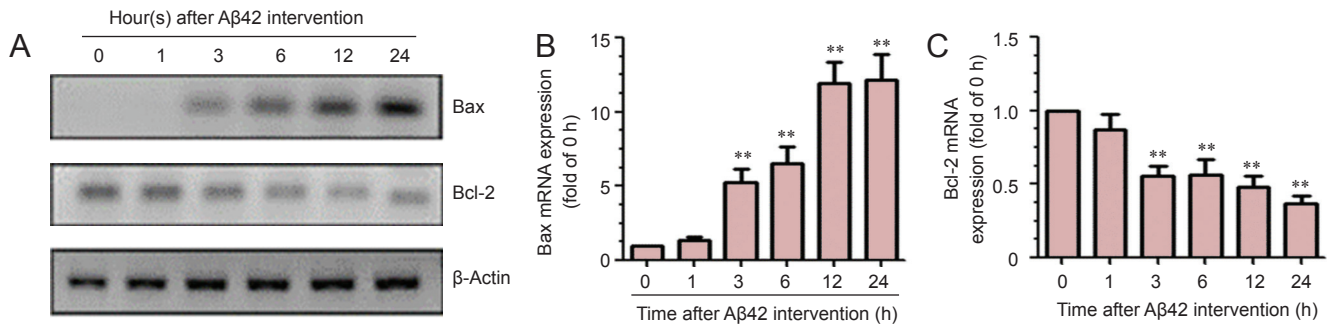 A
Hour(s) after Aβ42 intervention
0 1 3 6 12 24
Bax
Bcl-2
β-Actin
B
Bax mRNA expression
(fold of 0 h)
15
10
5
0
** ** ** **
0 1 3 6 12 24
Time after Aβ42 intervention (h)
C
Bcl-2 mRNA
expression (fold of 0 h)
1.5
1.0
0.5
0
** ** ** **
0 1 3 6 12 24
Time after Aβ42 intervention (h)